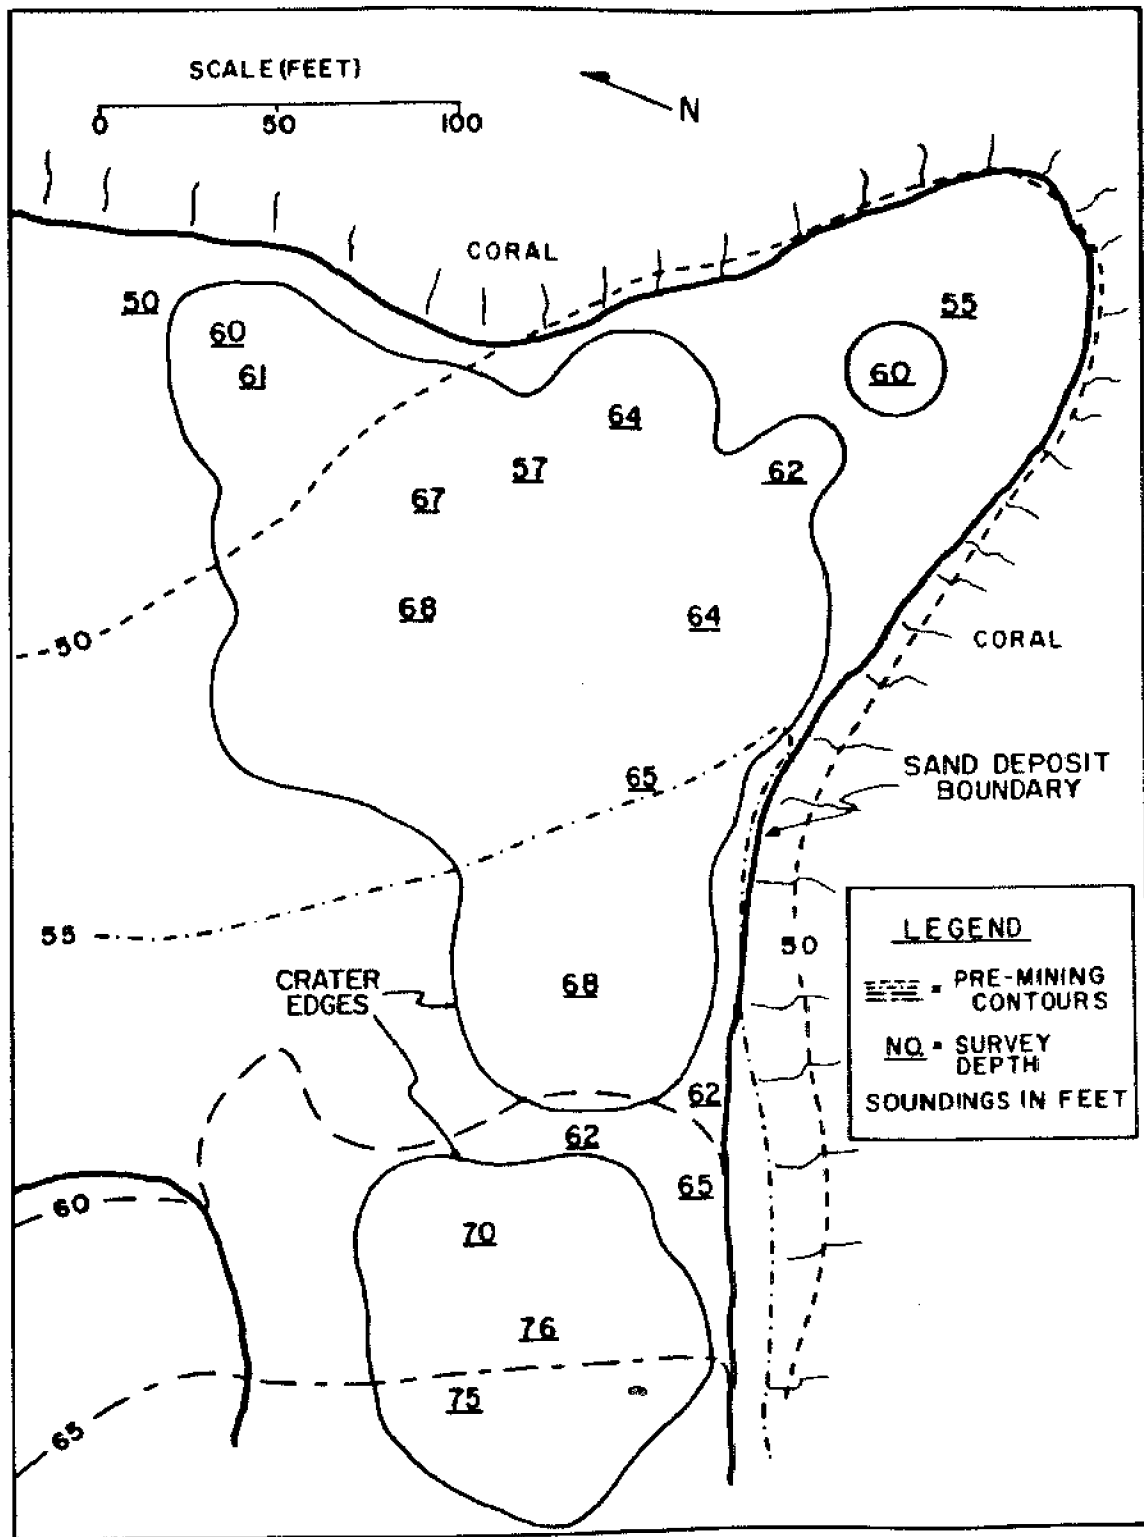 SCALE (FEET)
0 50 100
N
CORAL
50
60
61
55
60
64
57
62
67
68
64
CORAL
50
65
SAND DEPOSIT
BOUNDARY
55
50
CRATER
EDGES
68
62
62
65
60
70
76
75
65
LEGEND
= PRE-MINING
CONTOURS
NO. = SURVEY
DEPTH
SOUNDINGS IN FEET